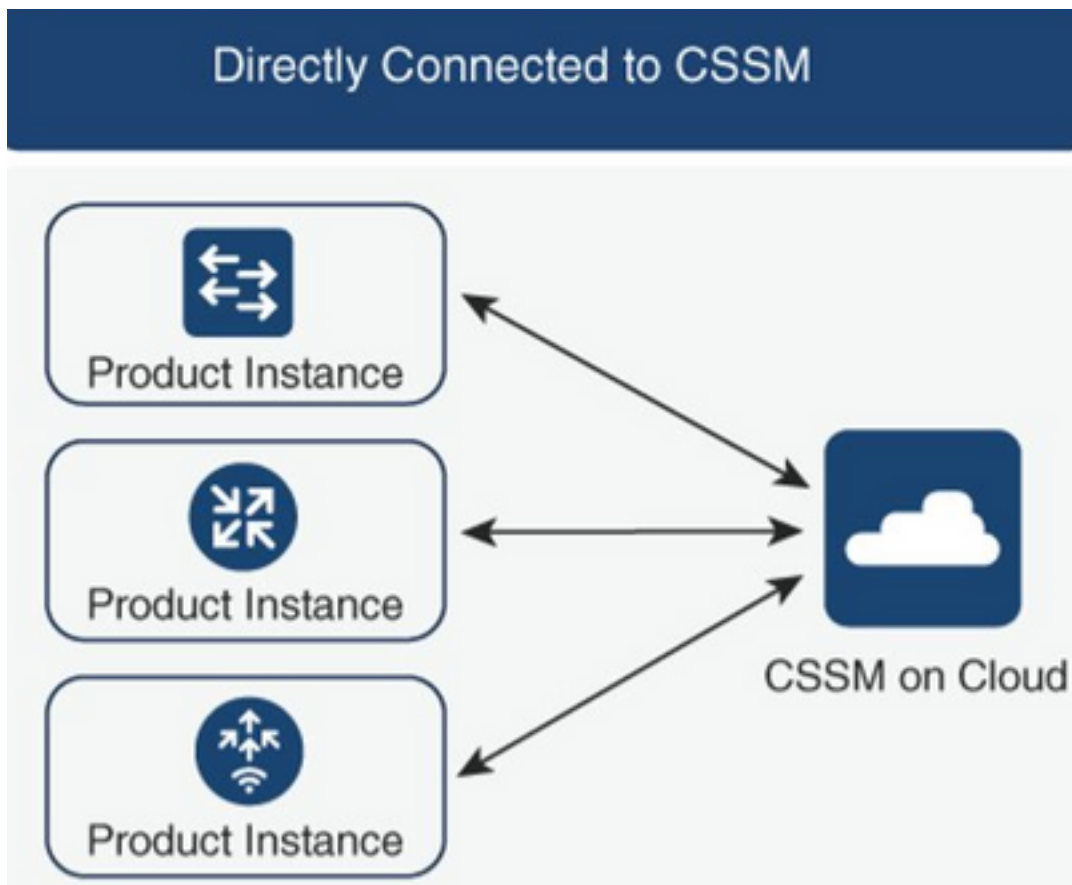 Directly Connected to CSSM
Product Instance
Product Instance
CSSM on Cloud
Product Instance